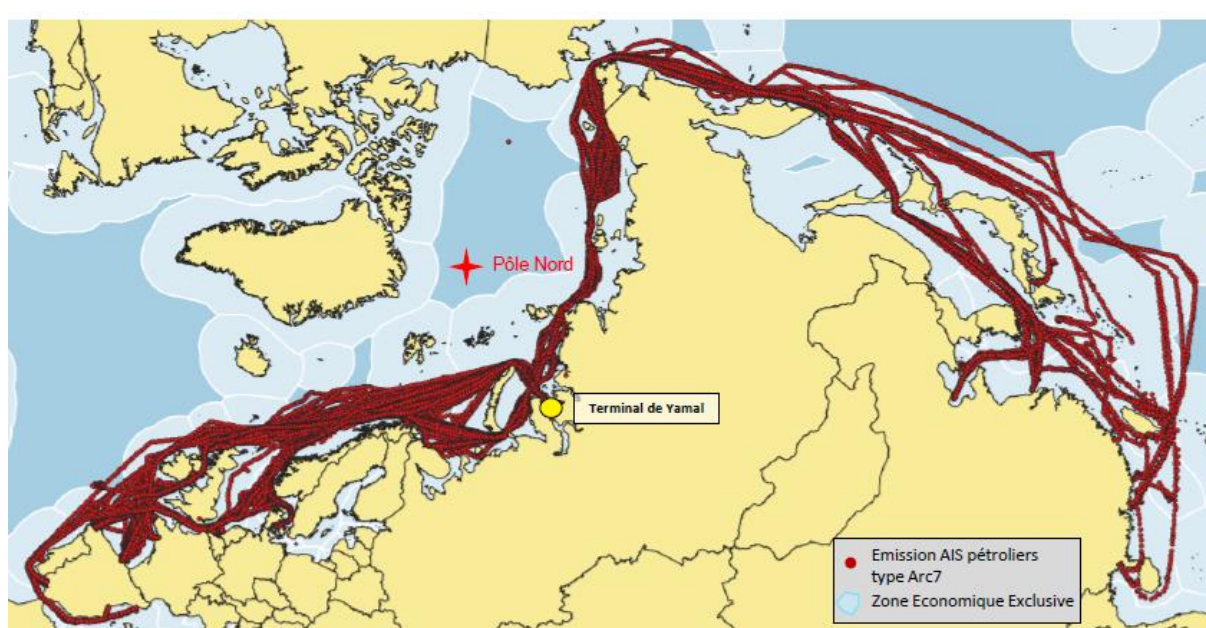 Pôle Nord
Terminal de Yamal
Emission AIS pétroliers
type Arc7
Zone Economique Exclusive